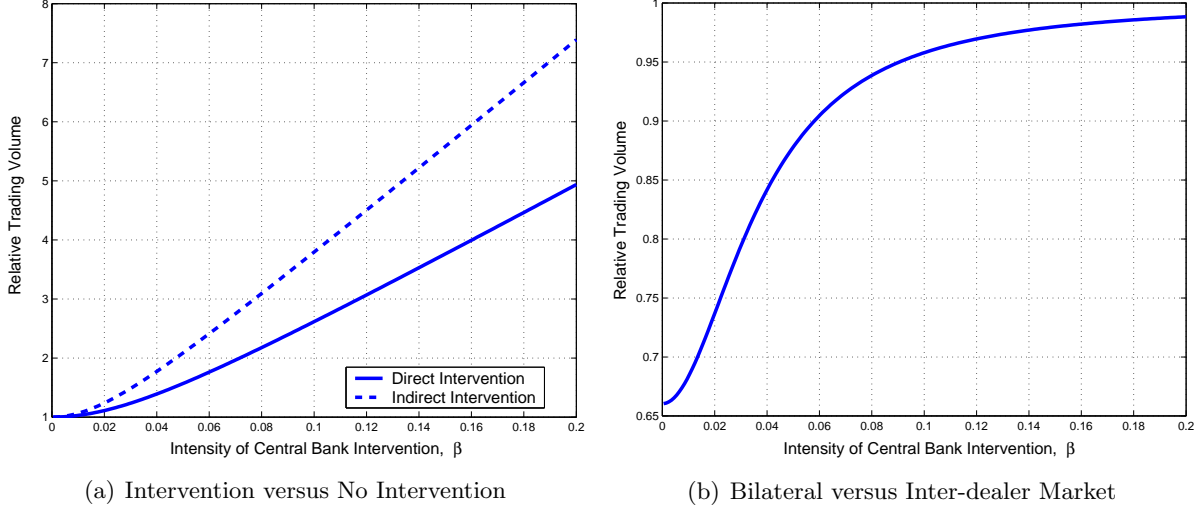 8
7
6
5
4
3
2
1
Relative Trading Volume
0 0.02 0.04 0.06 0.08 0.1 0.12 0.14 0.16 0.18 0.2
Intensity of Central Bank Intervention, β
Direct Intervention
Indirect Intervention
(a) Intervention versus No Intervention
1
0.95
0.9
0.85
0.8
0.75
0.7
0.65
Relative Trading Volume
0 0.02 0.04 0.06 0.08 0.1 0.12 0.14 0.16 0.18 0.2
Intensity of Central Bank Intervention, β
(b) Bilateral versus Inter-dealer Market